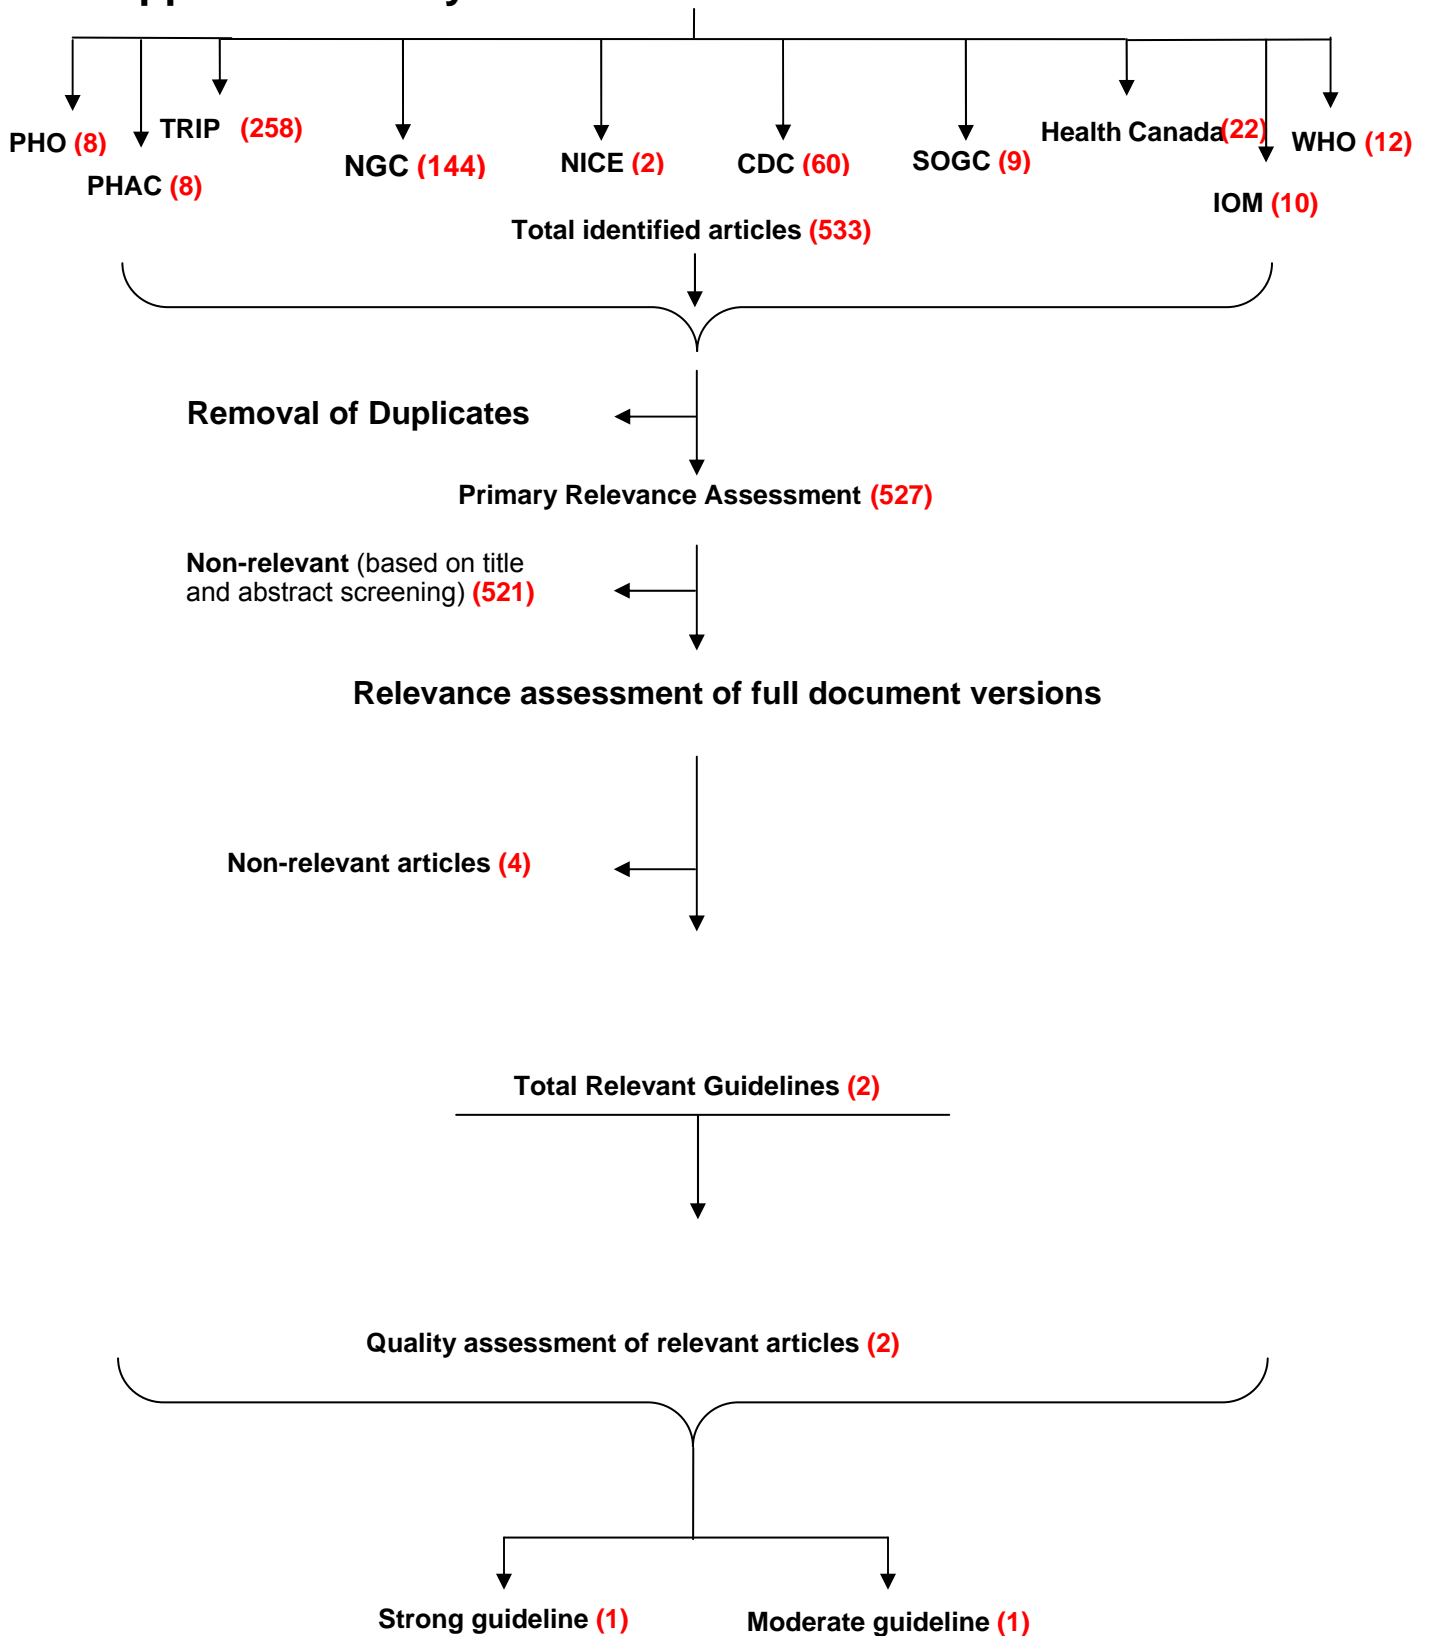 PHO (8)
PHAC (8)
TRIP (258)
NGC (144)
NICE (2)
CDC (60)
SOGC (9)
Health Canada(22)
IOM (10)
WHO (12)
Total identified articles (533)
Removal of Duplicates
Primary Relevance Assessment (527)
Non-relevant (based on title
and abstract screening) (521)
Relevance assessment of full document versions
Non-relevant articles (4)
Total Relevant Guidelines (2)
Quality assessment of relevant articles (2)
Strong guideline (1)
Moderate guideline (1)